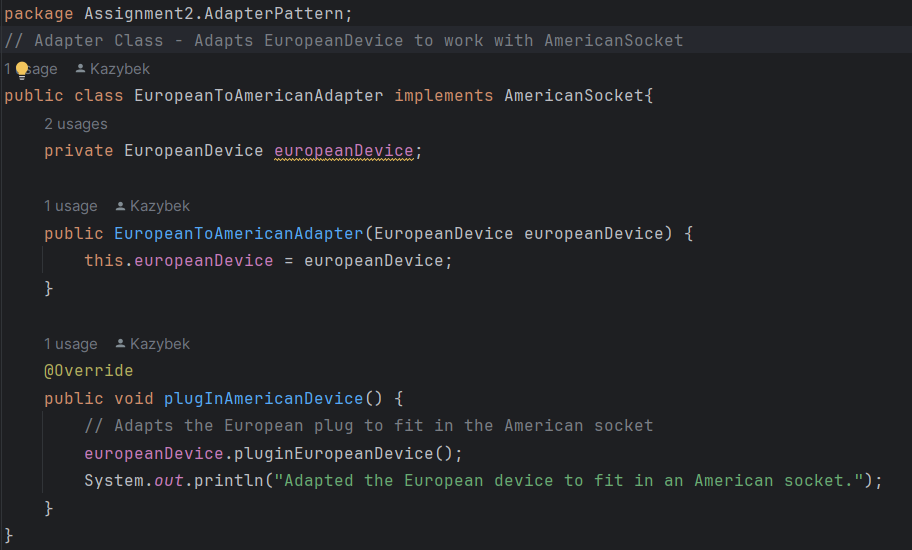 package Assignment2.AdapterPattern;
// Adapter Class - Adapts EuropeanDevice to work with AmericanSocket
1 usage Kazybek
public class EuropeanToAmericanAdapter implements AmericanSocket{
2 usages
private EuropeanDevice europeanDevice;
1 usage Kazybek
public EuropeanToAmericanAdapter(EuropeanDevice europeanDevice) {
this.europeanDevice = europeanDevice;
}
1 usage Kazybek
@Override
public void plugInAmericanDevice() {
// Adapts the European plug to fit in the American socket
europeanDevice.pluginEuropeanDevice();
System.out.println("Adapted the European device to fit in an American socket.");
}
}